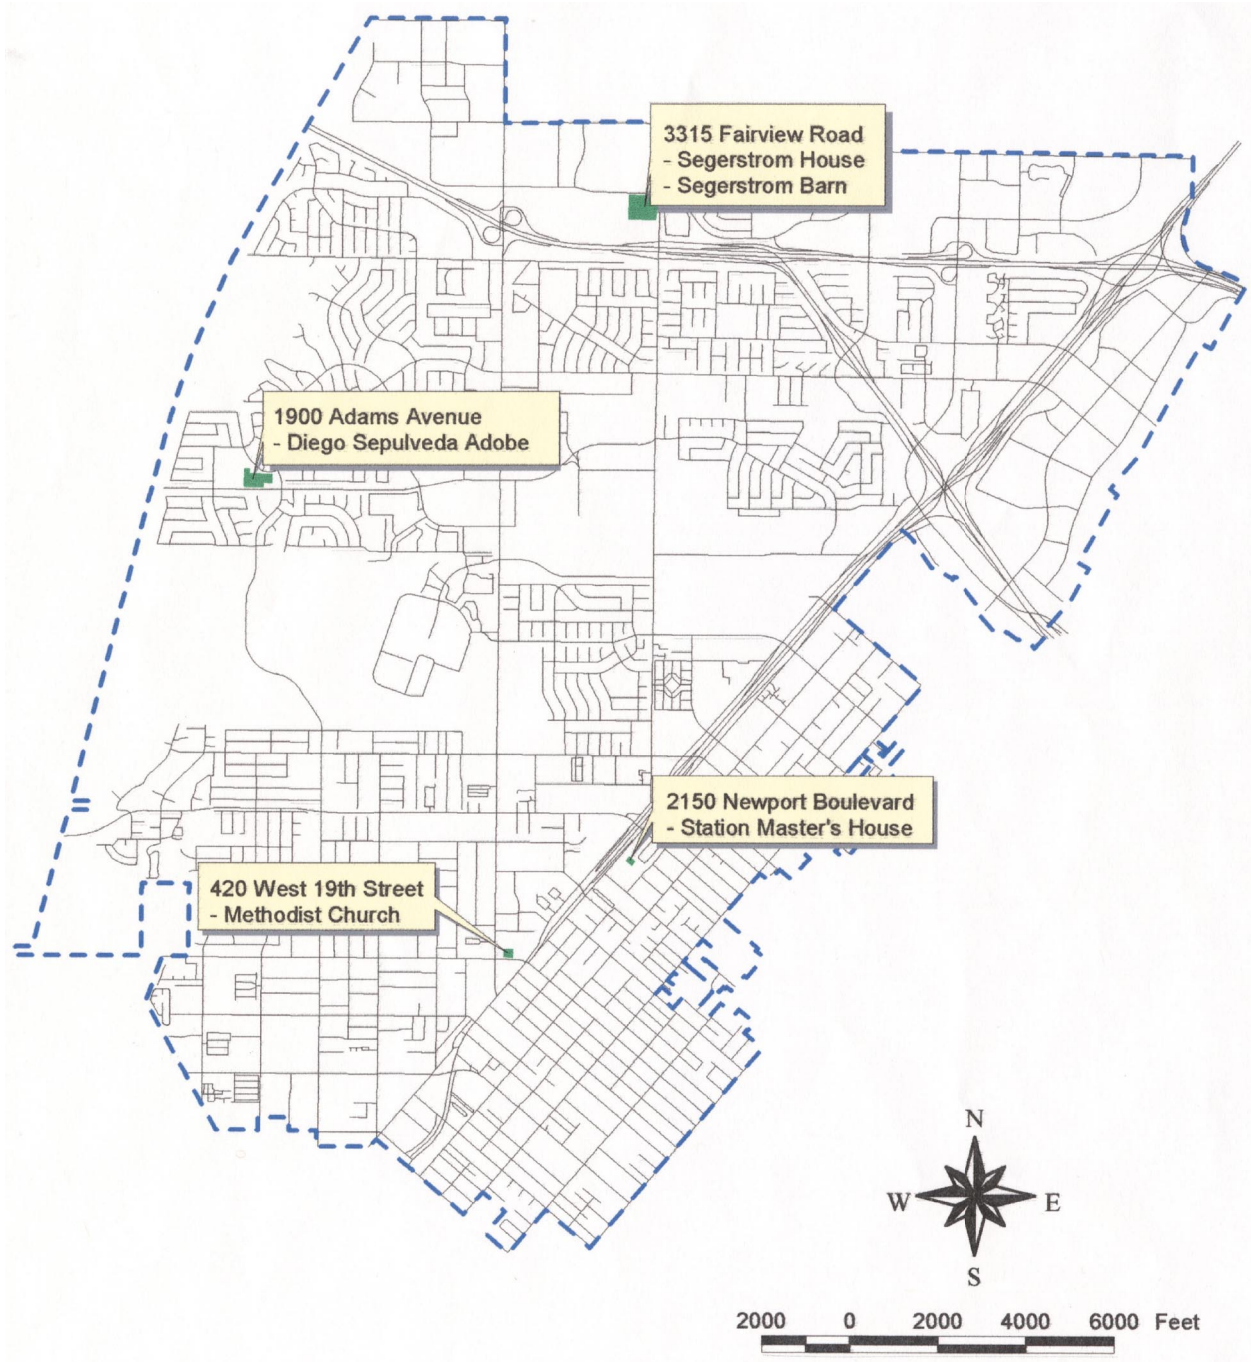 3315 Fairview Road
- Segerstrom House
- Segerstrom Barn
1900 Adams Avenue
- Diego Sepulveda Adobe
2150 Newport Boulevard
- Station Master's House
420 West 19th Street
- Methodist Church
N
W E
S
2000 0 2000 4000 6000 Feet